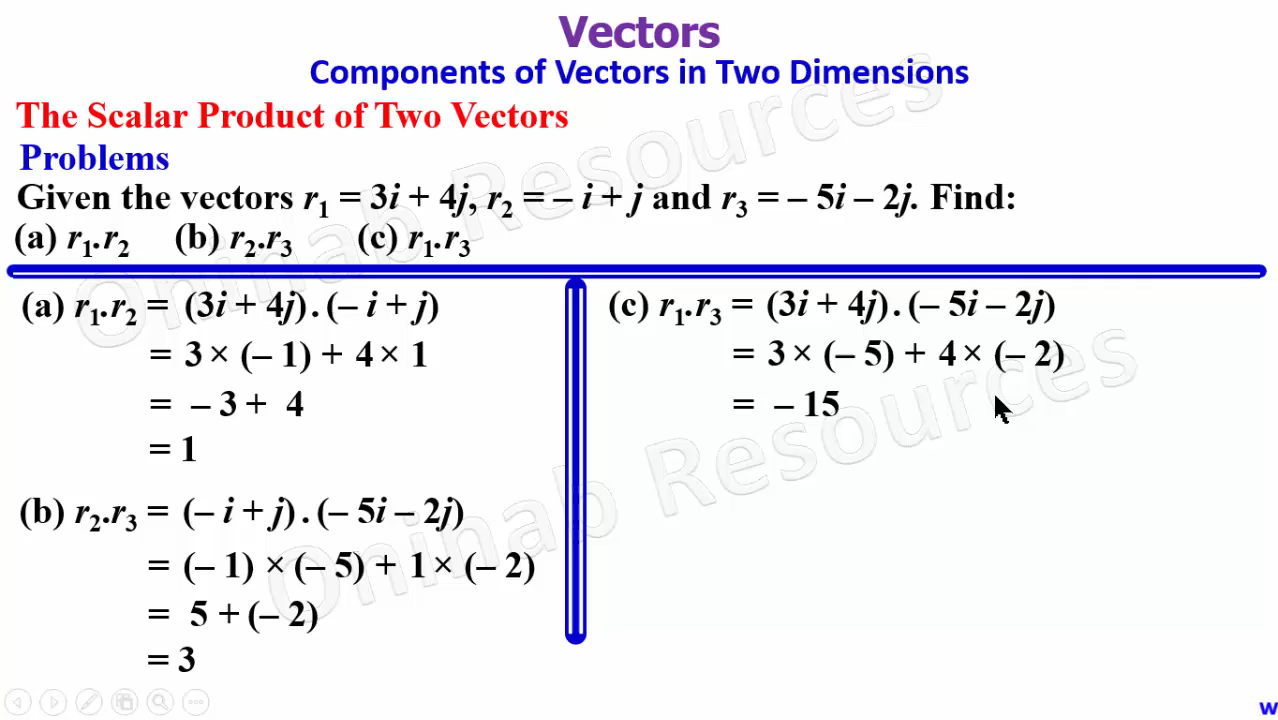 Vectors
Components of Vectors in Two Dimensions
The Scalar Product of Two Vectors
Problems
Given the vectors r₁ = 3i + 4j, r₂ = – i + j and r₃ = – 5i – 2j. Find:
(a) r₁.r₂ (b) r₂.r₃ (c) r₁.r₃
(a) r₁.r₂ = (3i + 4j) . (– i + j)
= 3 × (– 1) + 4 × 1
= – 3 + 4
= 1
(b) r₂.r₃ = (– i + j) . (– 5i – 2j)
= (– 1) × (– 5) + 1 × (– 2)
= 5 + (– 2)
= 3
(c) r₁.r₃ = (3i + 4j) . (– 5i – 2j)
= 3 × (– 5) + 4 × (– 2)
= – 15
Oninab Resources
Oninab Resources
w